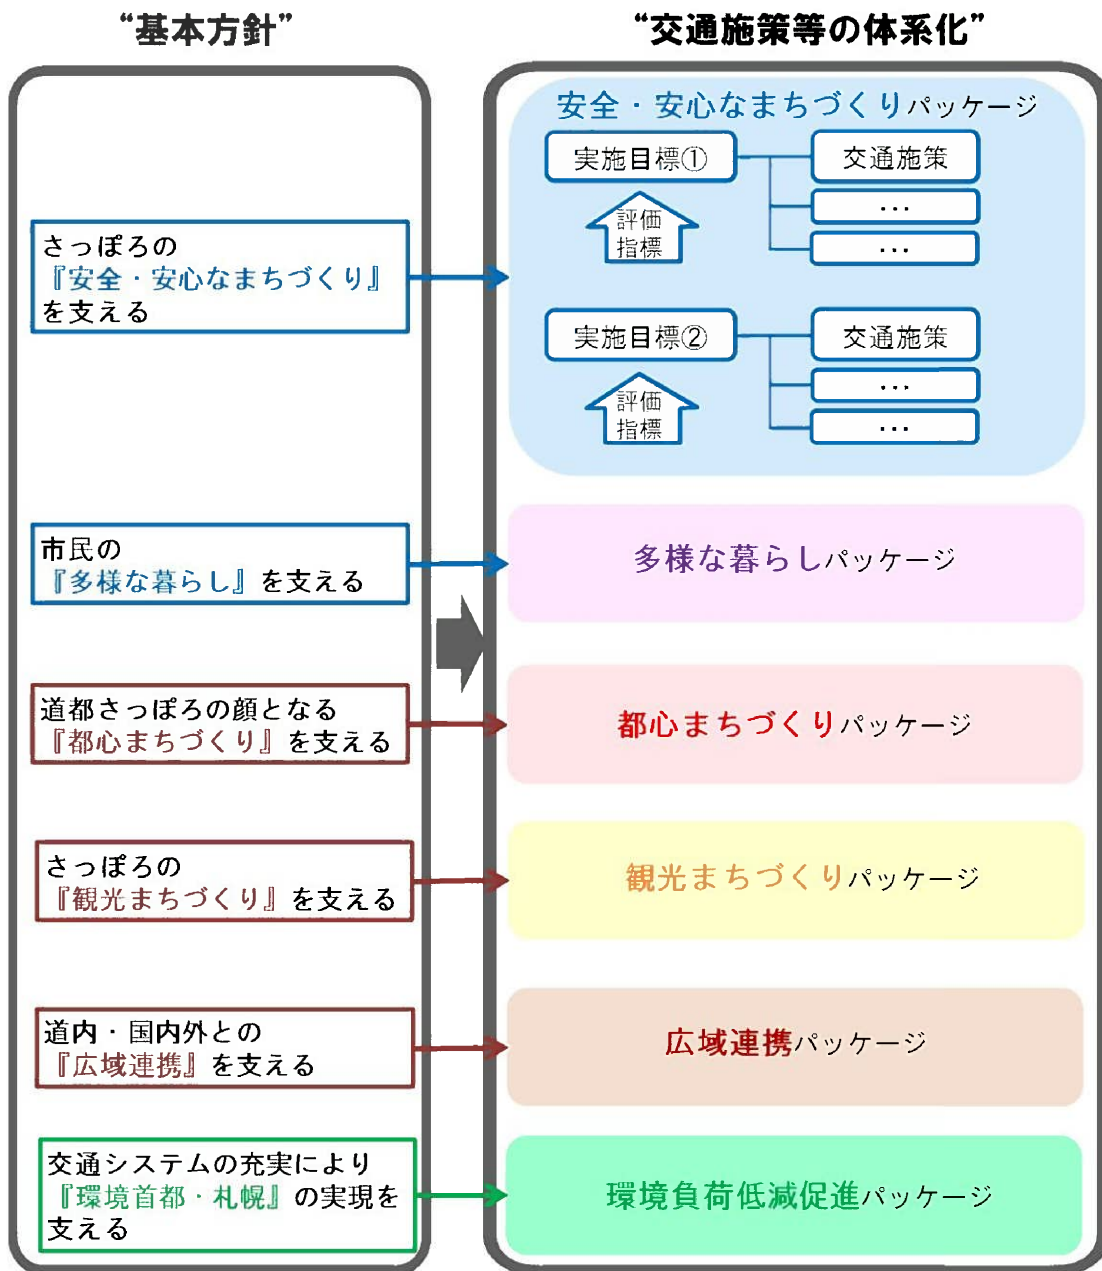 “基本方針”
“交通施策等の体系化”
さっぽろの
『安全・安心なまちづくり』
を支える
安全・安心なまちづくりパッケージ
実施目標①
交通施策
…
…
評価
指標
実施目標②
交通施策
…
…
評価
指標
市民の
『多様な暮らし』を支える
多様な暮らしパッケージ
道都さっぽろの顔となる
『都心まちづくり』を支える
都心まちづくりパッケージ
さっぽろの
『観光まちづくり』を支える
観光まちづくりパッケージ
道内・国内外との
『広域連携』を支える
広域連携パッケージ
交通システムの充実により
『環境首都・札幌』の実現を
支える
環境負荷低減促進パッケージ